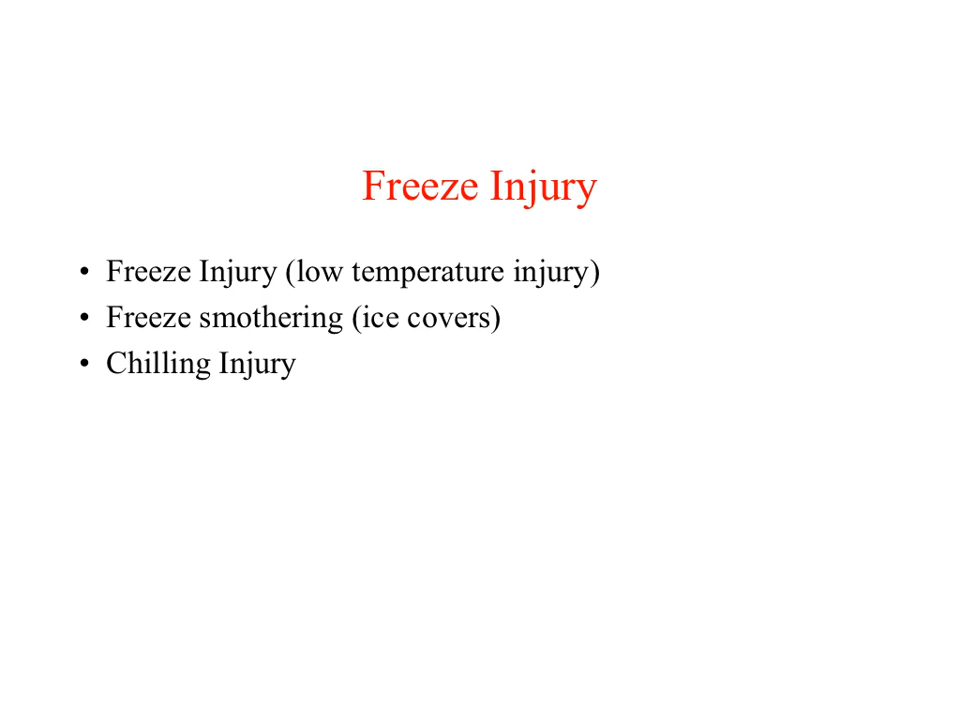 Freeze Injury
• Freeze Injury (low temperature injury)
• Freeze smothering (ice covers)
• Chilling Injury